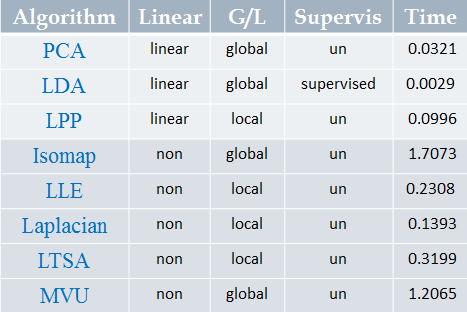 Algorithm Linear G/L Supervis Time
PCA linear global un 0.0321
LDA linear global supervised 0.0029
LPP linear local un 0.0996
Isomap non global un 1.7073
LLE non local un 0.2308
Laplacian non local un 0.1393
LTSA non local un 0.3199
MVU non global un 1.2065